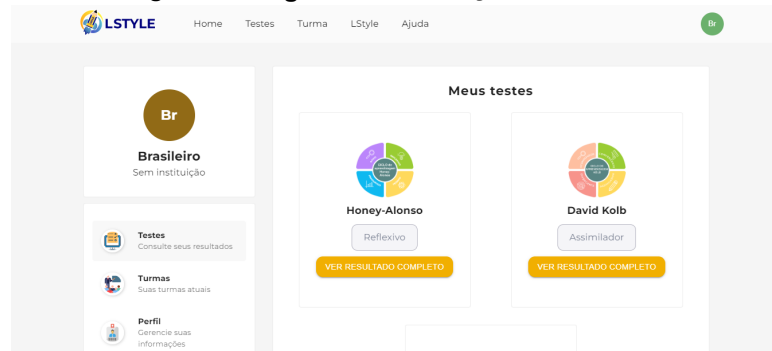 LSTYLE
Home Testes Turma LStyle Ajuda
Br
Br
Brasileiro
Sem instituição
Testes
Consulte seus resultados
Turmas
Suas turmas atuais
Perfil
Gerencie suas
informações
Meus testes
Honey-Alonso
Reflexivo
VER RESULTADO COMPLETO
David Kolb
Assimilador
VER RESULTADO COMPLETO